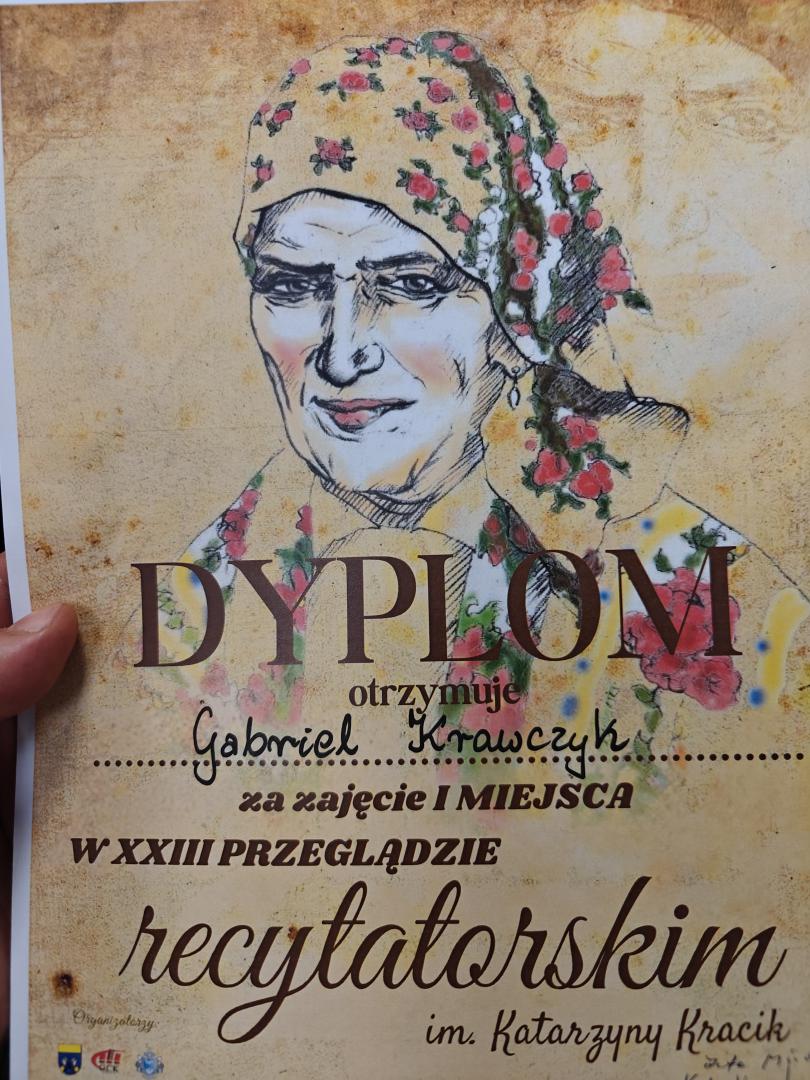 DYPLOM
otrzymuje
Gabriel Krawczyk
za zajęcie I MIEJSCA
W XXIII PRZEGLĄDZIE
recytatorskim
im. Katarzyny Kracik
Organizatorzy: